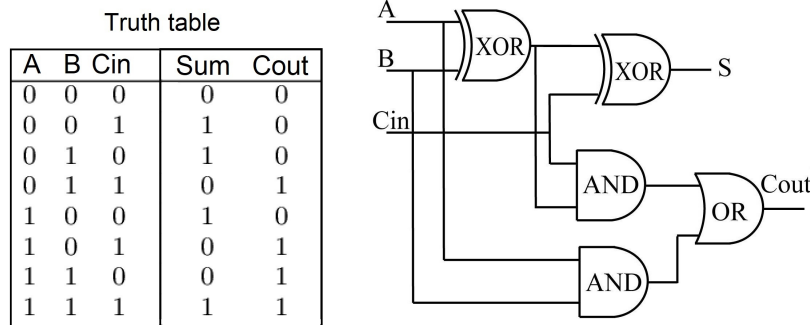 Truth table
A B Cin Sum Cout
0 0 0 0 0
0 0 1 1 0
0 1 0 1 0
0 1 1 0 1
1 0 0 1 0
1 0 1 0 1
1 1 0 0 1
1 1 1 1 1
A
XOR
XOR
S
B
Cin
AND
Cout
OR
AND